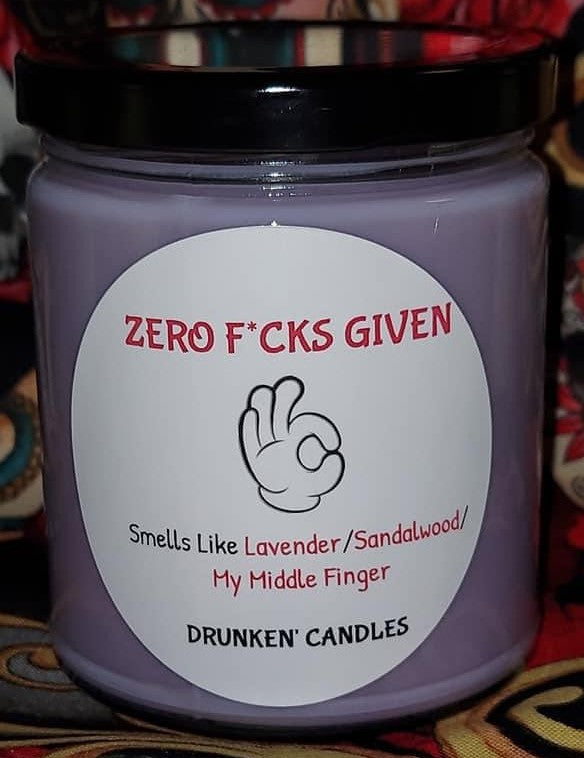 ZERO F*CKS GIVEN
Smells Like Lavender/Sandalwood/
My Middle Finger
DRUNKEN' CANDLES